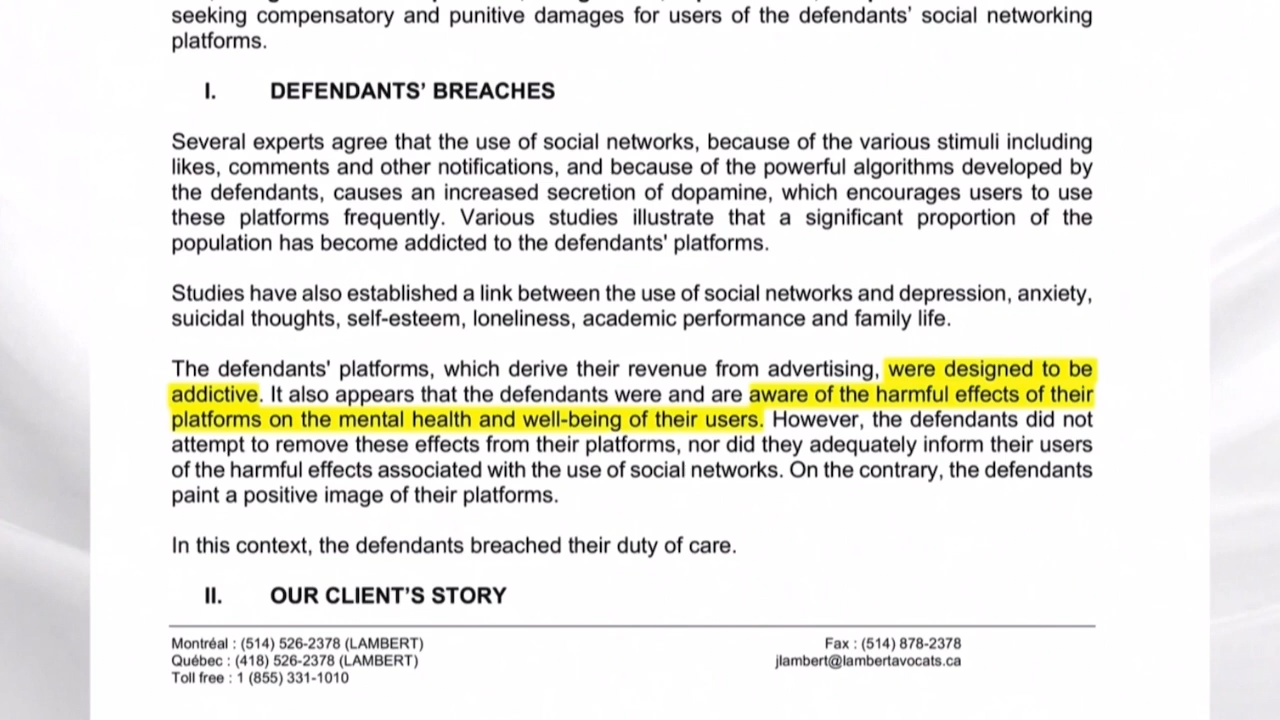 seeking compensatory and punitive damages for users of the defendants' social networking
platforms.
I. DEFENDANTS' BREACHES
Several experts agree that the use of social networks, because of the various stimuli including
likes, comments and other notifications, and because of the powerful algorithms developed by
the defendants, causes an increased secretion of dopamine, which encourages users to use
these platforms frequently. Various studies illustrate that a significant proportion of the
population has become addicted to the defendants' platforms.
Studies have also established a link between the use of social networks and depression, anxiety,
suicidal thoughts, self-esteem, loneliness, academic performance and family life.
The defendants' platforms, which derive their revenue from advertising, were designed to be
addictive. It also appears that the defendants were and are aware of the harmful effects of their
platforms on the mental health and well-being of their users. However, the defendants did not
attempt to remove these effects from their platforms, nor did they adequately inform their users
of the harmful effects associated with the use of social networks. On the contrary, the defendants
paint a positive image of their platforms.
In this context, the defendants breached their duty of care.
II. OUR CLIENT'S STORY
Montréal : (514) 526-2378 (LAMBERT)
Québec : (418) 526-2378 (LAMBERT)
Toll free : 1 (855) 331-1010
Fax : (514) 878-2378
jlambert@lambertavocats.ca